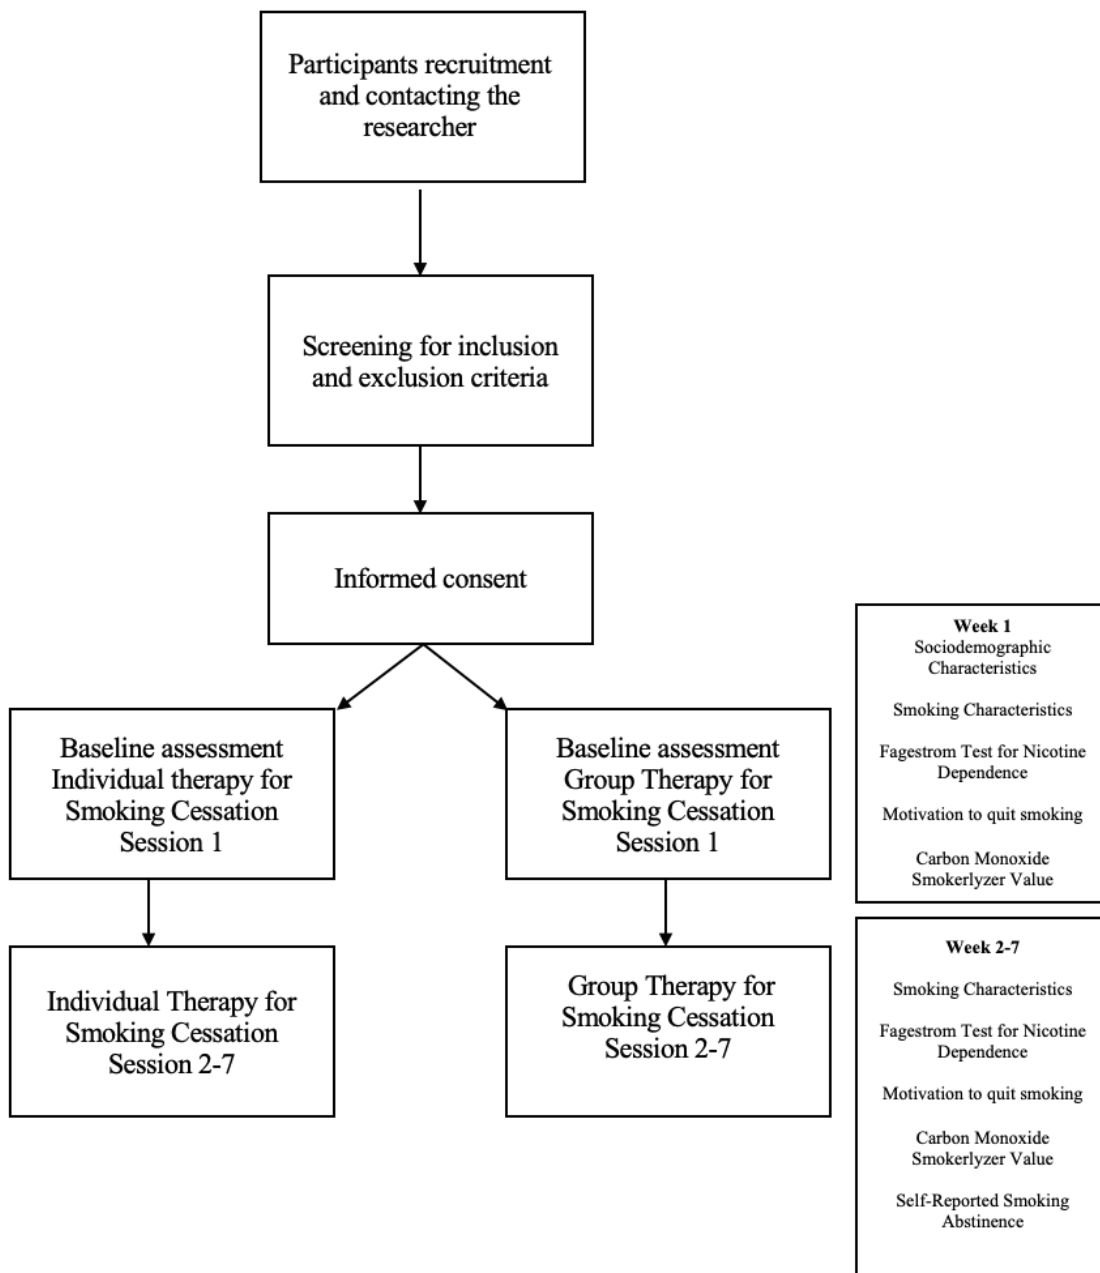 Participants recruitment
and contacting the
researcher
Screening for inclusion
and exclusion criteria
Informed consent
Baseline assessment
Individual therapy for
Smoking Cessation
Session 1
Baseline assessment
Group Therapy for
Smoking Cessation
Session 1
Individual Therapy for
Smoking Cessation
Session 2-7
Group Therapy for
Smoking Cessation
Session 2-7
Week 1
Sociodemographic
Characteristics
Smoking Characteristics
Fagestrom Test for Nicotine
Dependence
Motivation to quit smoking
Carbon Monoxide
Smokerlyzer Value
Week 2-7
Smoking Characteristics
Fagestrom Test for Nicotine
Dependence
Motivation to quit smoking
Carbon Monoxide
Smokerlyzer Value
Self-Reported Smoking
Abstinence